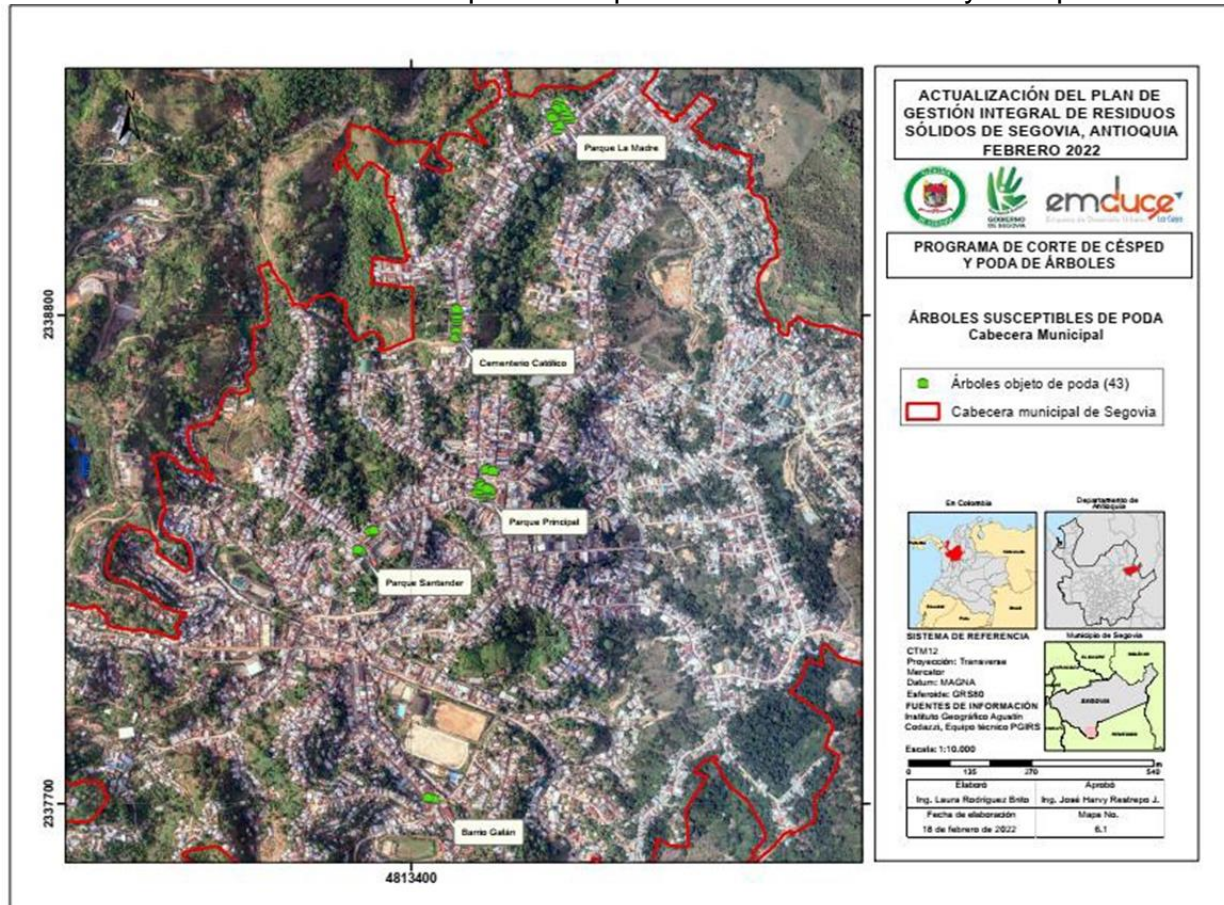 N
Parque La Madre
Cementerio Católico
Parque Principal
Parque Santander
Barrio Galán
2338800
2337700
4813400
ACTUALIZACIÓN DEL PLAN DE
GESTIÓN INTEGRAL DE RESIDUOS
SÓLIDOS DE SEGOVIA, ANTIOQUIA
FEBRERO 2022
GOBIERNO
DE SEGOVIA
emduce
PROGRAMA DE CORTE DE CÉSPED
Y PODA DE ÁRBOLES
ÁRBOLES SUSCEPTIBLES DE PODA
Cabecera Municipal
Árboles objeto de poda (43)
Cabecera municipal de Segovia
En Colombia
Departamento de
Antioquia
SISTEMA DE REFERENCIA
CTM12
Proyección: Transverse
Mercator
Datum: MAGNA
Esferoide: GRS80
FUENTES DE INFORMACIÓN
Instituto Geográfico Agustín
Codazzi, Equipo técnico PGIRS
Municipio de Segovia
SEGOVIA
Escala: 1:10.000
0 135 270 540
m
Elaboró
Ing. Laura Rodríguez Brito
Fecha de elaboración
18 de febrero de 2022
Aprobó
Ing. José Harvy Restrepo J.
Mapa No.
6.1